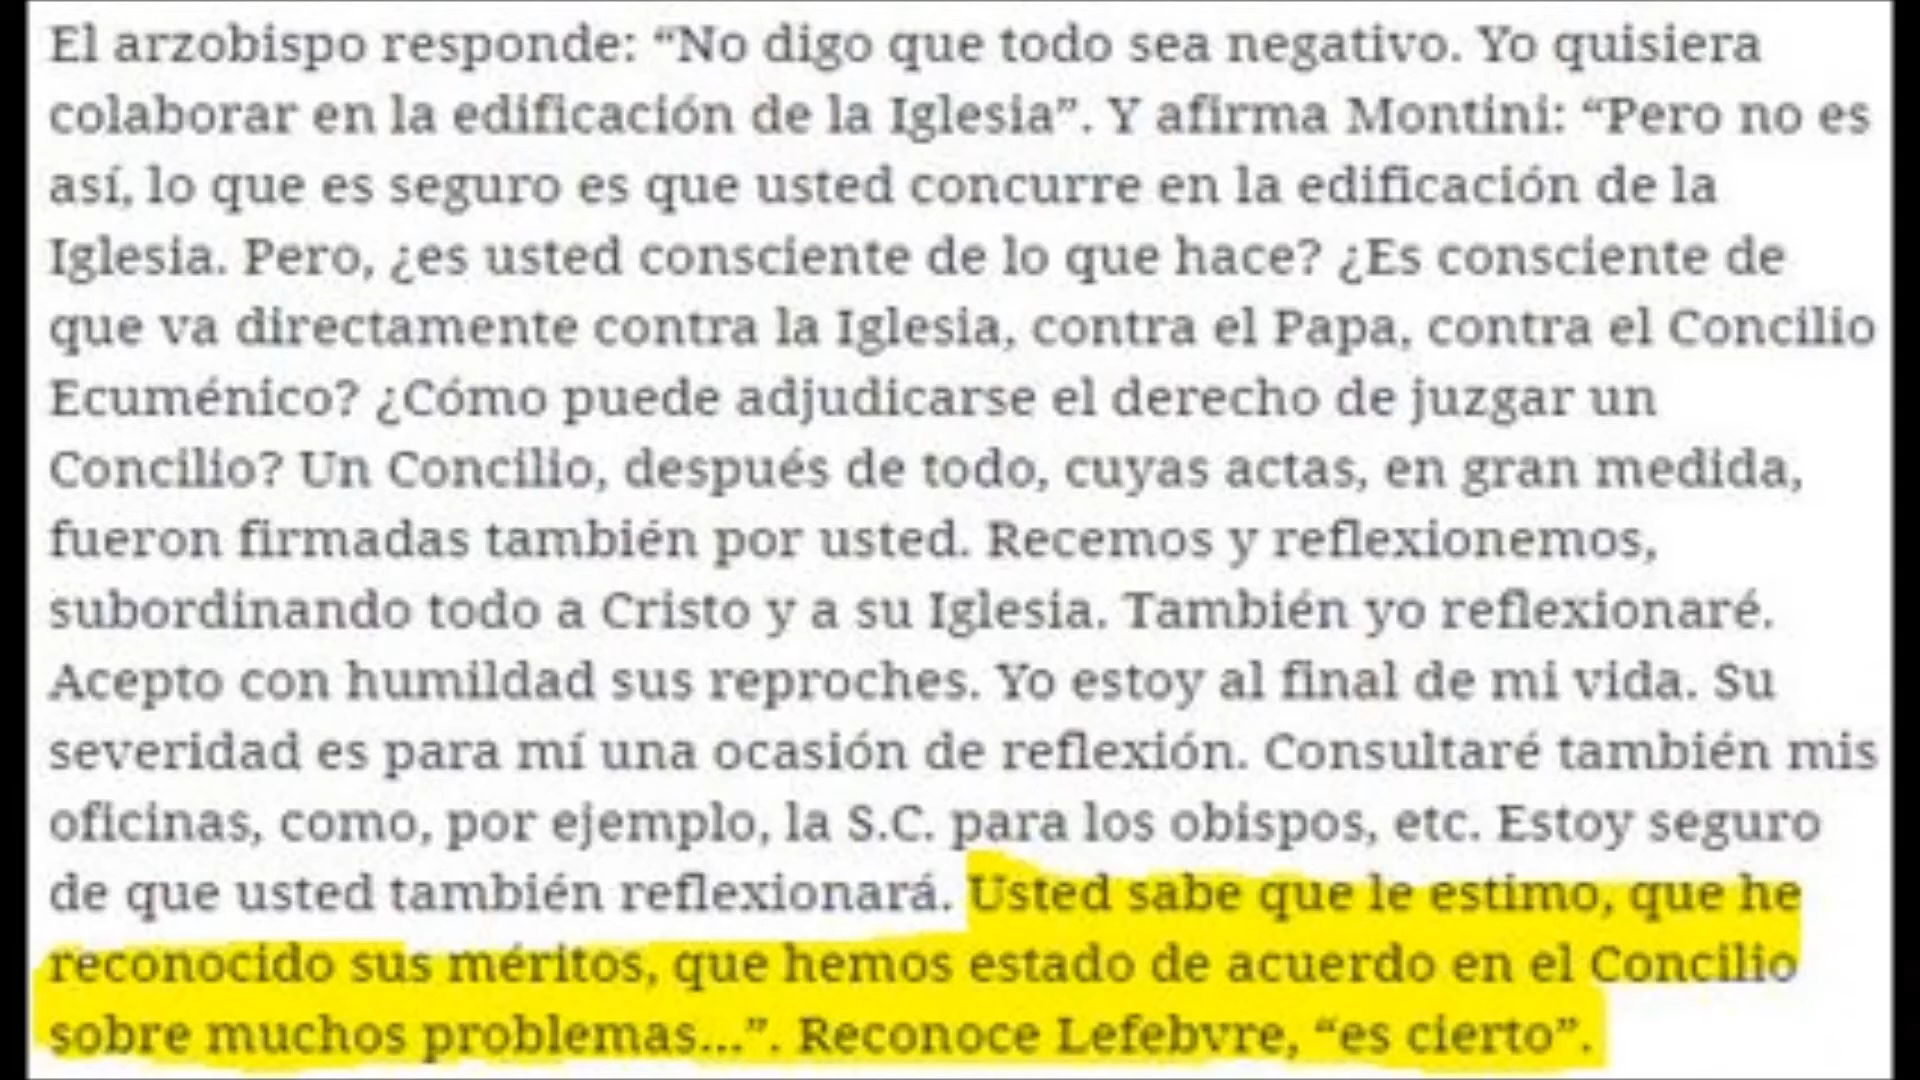 El arzobispo responde: “No digo que todo sea negativo. Yo quisiera
colaborar en la edificación de la Iglesia”. Y afirma Montini: “Pero no es
así, lo que es seguro es que usted concurre en la edificación de la
Iglesia. Pero, ¿es usted consciente de lo que hace? ¿Es consciente de
que va directamente contra la Iglesia, contra el Papa, contra el Concilio
Ecuménico? ¿Cómo puede adjudicarse el derecho de juzgar un
Concilio? Un Concilio, después de todo, cuyas actas, en gran medida,
fueron firmadas también por usted. Recemos y reflexionemos,
subordinando todo a Cristo y a su Iglesia. También yo reflexionaré.
Acepto con humildad sus reproches. Yo estoy al final de mi vida. Su
severidad es para mí una ocasión de reflexión. Consultaré también mis
oficinas, como, por ejemplo, la S.C. para los obispos, etc. Estoy seguro
de que usted también reflexionará. Usted sabe que le estimo, que he
reconocido sus méritos, que hemos estado de acuerdo en el Concilio
sobre muchos problemas...”. Reconoce Lefebvre, “es cierto”.